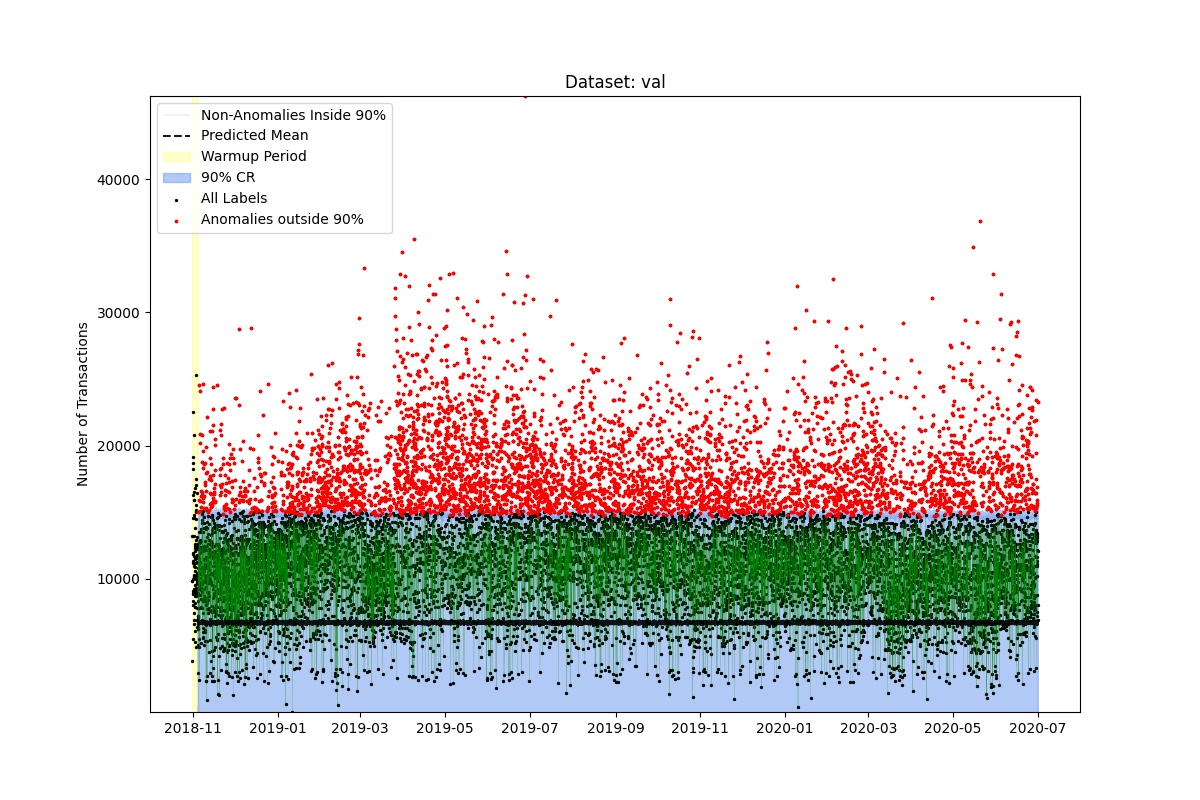 Dataset: val
Non-Anomalies Inside 90%
Predicted Mean
Warmup Period
90% CR
All Labels
Anomalies outside 90%
Number of Transactions
40000
30000
20000
10000
2018-11 2019-01 2019-03 2019-05 2019-07 2019-09 2019-11 2020-01 2020-03 2020-05 2020-07